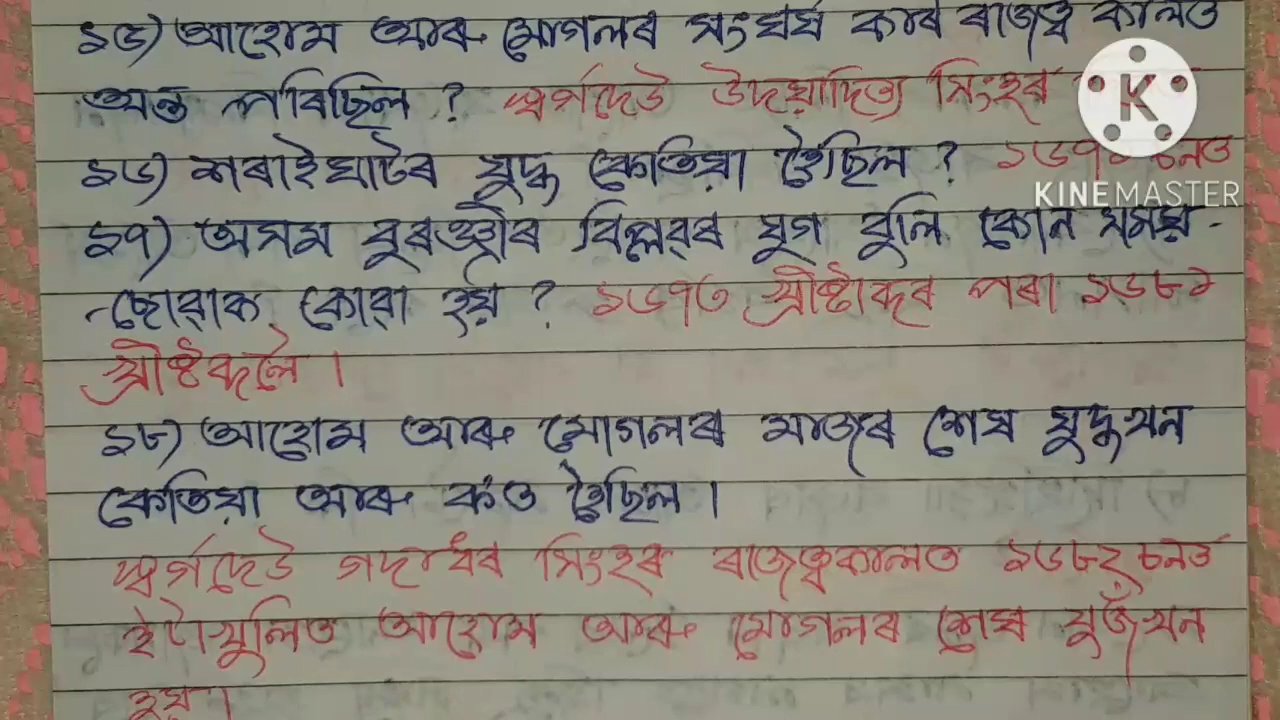 ১৫) আহোম আৰু মোগলৰ সংঘৰ্ষ কাৰ ৰাজত্ব কালত
অন্ত পৰিছিল ? স্বৰ্গদেউ উদয়াদিত্য সিংহৰ
১৬) শৰাইঘাটৰ যুদ্ধ কেতিয়া হৈছিল ? ১৬৭১ চনত
১৭) অসম বুৰঞ্জীৰ বিপ্লৱৰ যুগ বুলি কোন সময়-
-ছোৱাক কোৱা হয় ? ১৬৭০ খ্ৰীষ্টাব্দৰ পৰা ১৬৮১
খ্ৰীষ্টাব্দলৈ ।
১৮) আহোম আৰু মোগলৰ মাজৰ শেষ যুদ্ধখন
কেতিয়া আৰু ক'ত হৈছিল ।
স্বৰ্গদেউ গদাধৰ সিংহৰ ৰাজত্বকালত ১৬৮২ চনত
ইটাখুলিত আহোম আৰু মোগলৰ শেষ যুঁজখন
হয় ।
K
KINEMASTER